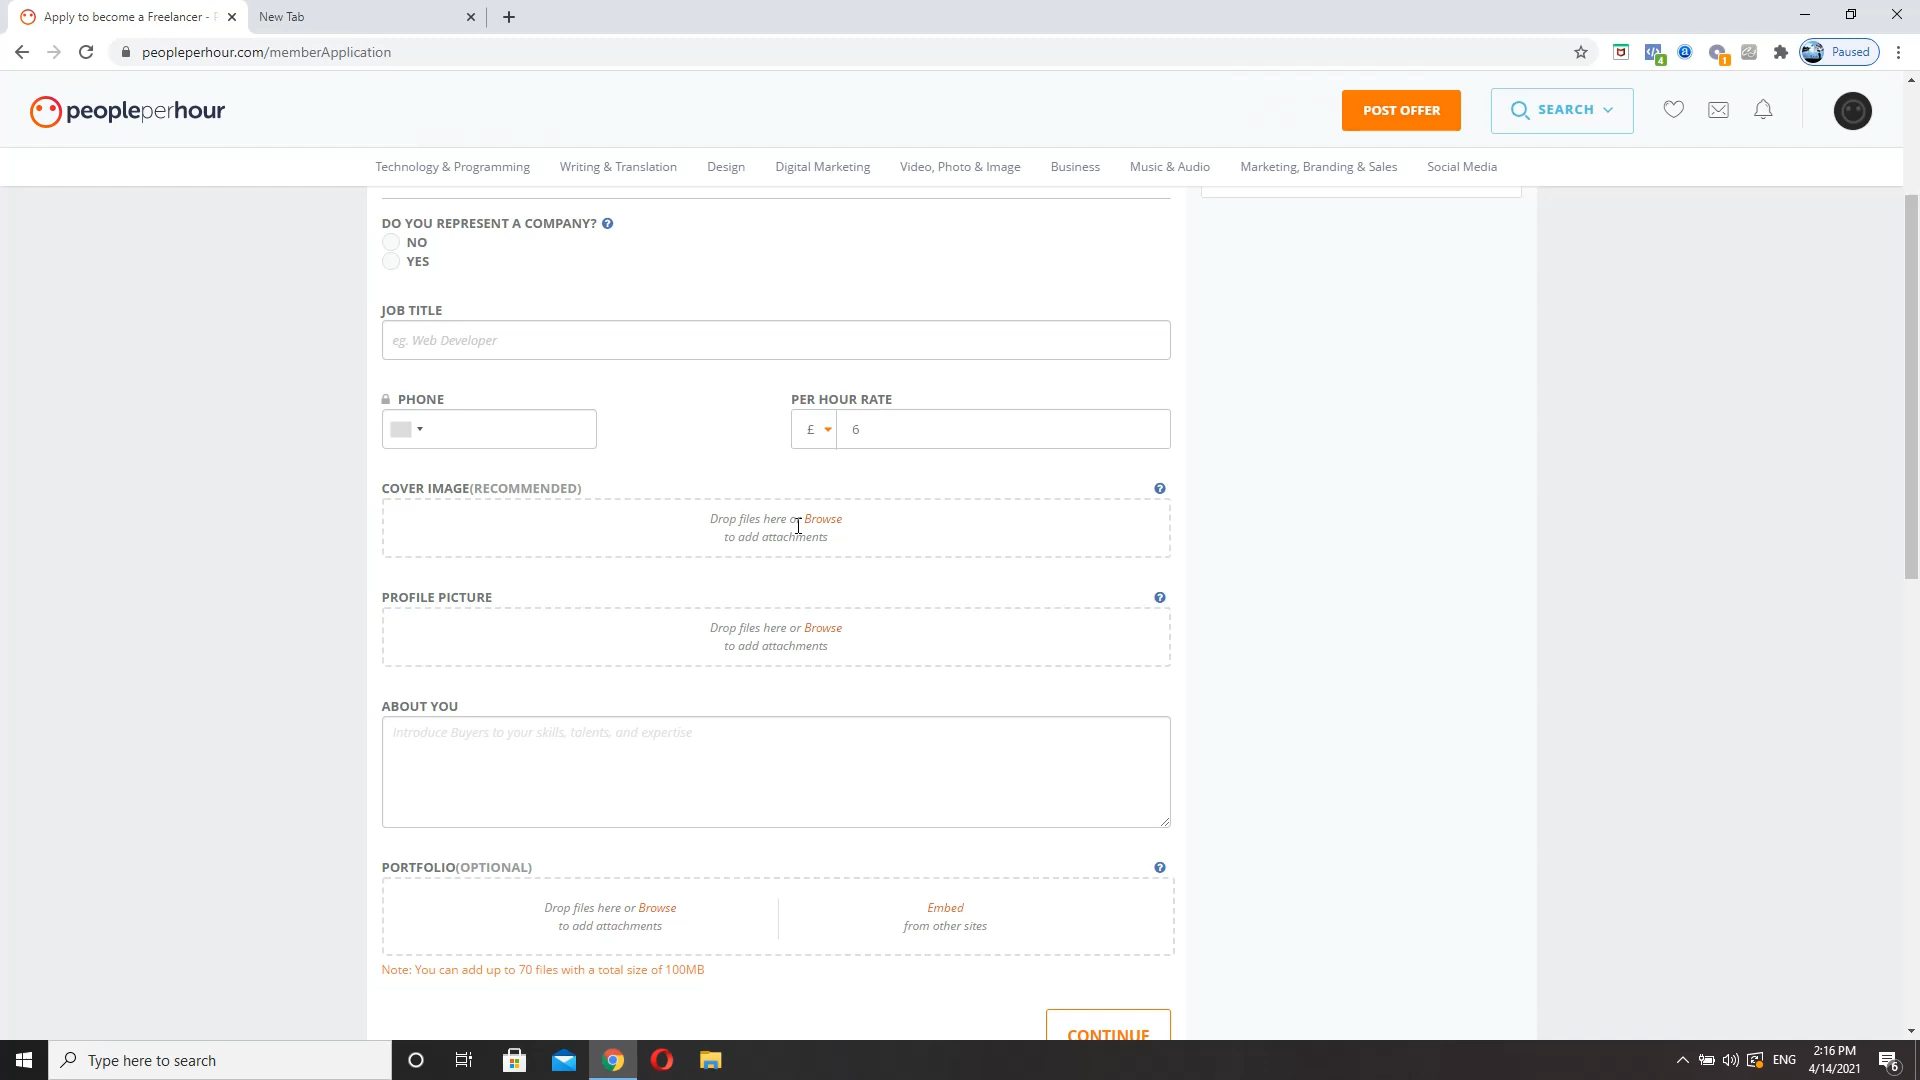 Apply to become a Freelancer - P
New Tab
peopleperhour.com/memberApplication
4
1
Paused
peopleperhour
POST OFFER
SEARCH
Technology & Programming Writing & Translation Design Digital Marketing Video, Photo & Image Business Music & Audio Marketing, Branding & Sales Social Media
DO YOU REPRESENT A COMPANY? ?
NO
YES
JOB TITLE
eg. Web Developer
PHONE
PER HOUR RATE
£ 6
COVER IMAGE(RECOMMENDED) ?
Drop files here or Browse
to add attachments
PROFILE PICTURE ?
Drop files here or Browse
to add attachments
ABOUT YOU
Introduce Buyers to your skills, talents, and expertise
PORTFOLIO(OPTIONAL) ?
Drop files here or Browse
to add attachments
Embed
from other sites
Note: You can add up to 70 files with a total size of 100MB
CONTINUE
Type here to search
ENG
2:16 PM
4/14/2021
6